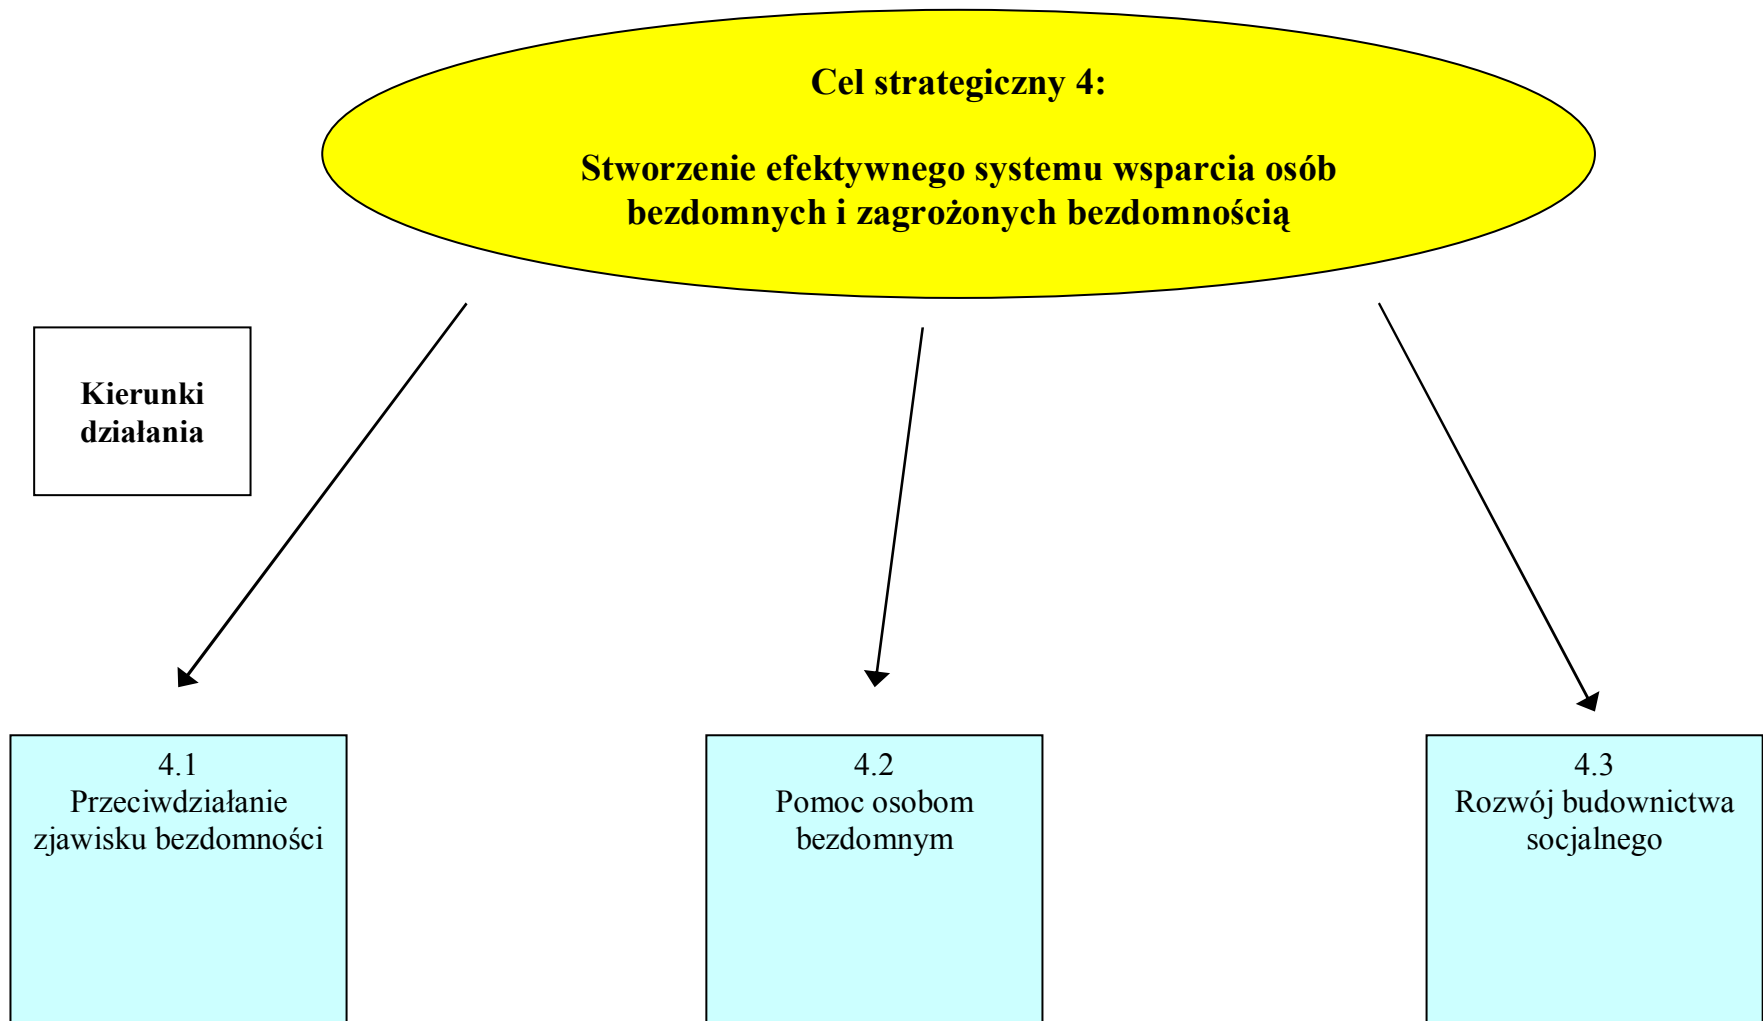 Cel strategiczny 4:
Stworzenie efektywnego systemu wsparcia osób
bezdomnych i zagrożonych bezdomnością
Kierunki
działania
4.1
Przeciwdziałanie
zjawisku bezdomności
4.2
Pomoc osobom
bezdomnym
4.3
Rozwój budownictwa
socjalnego